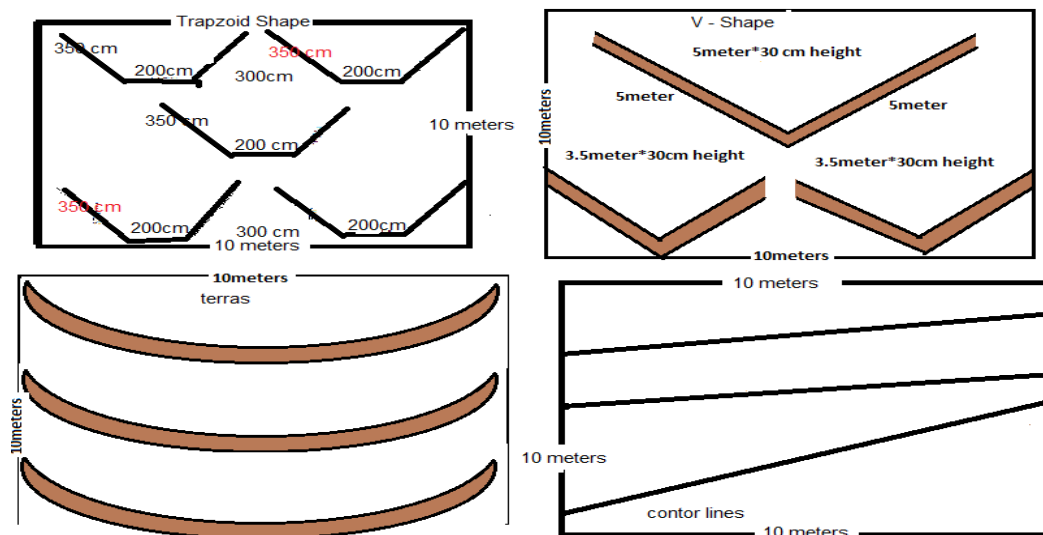 Trapzoid Shape
350 cm
200cm
300cm
350 cm
200cm
350 cm
200 cm
10 meters
350 cm
200cm
300 cm
200cm
10 meters
V - Shape
5meter*30 cm height
5meter
5meter
10meters
3.5meter*30cm height
3.5meter*30cm height
10meters
10meters
terras
10meters
10 meters
10 meters
contor lines
10 meters